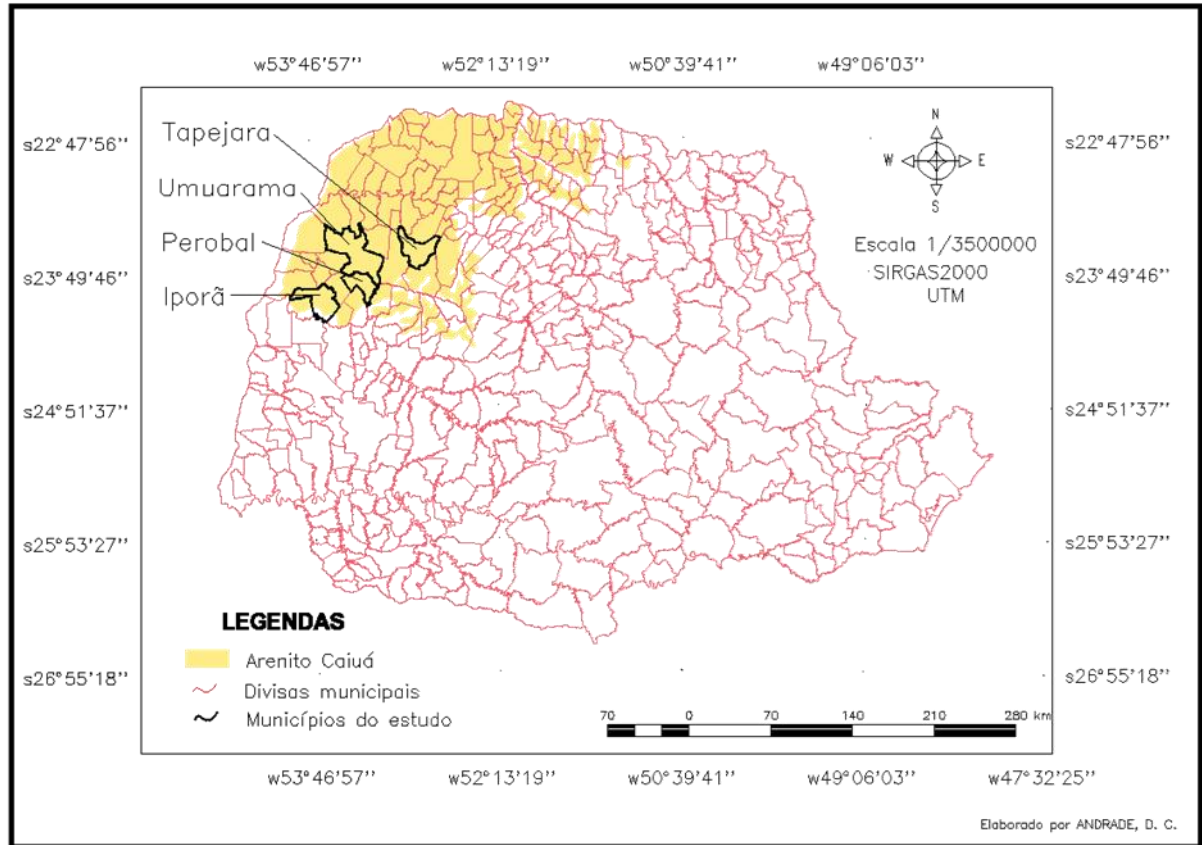 w53°46'57'' w52°13'19'' w50°39'41'' w49°06'03''
N
W E
S
Tapejara
s22°47'56'' s22°47'56''
Umuarama
Perobal
Escala 1/3500000
s23°49'46'' s23°49'46''
SIRGAS2000
Iporã
UTM
s24°51'37'' s24°51'37''
s25°53'27'' s25°53'27''
LEGENDAS
Arenito Caiuá
s26°55'18'' s26°55'18''
Divisas municipais
Municípios do estudo
70 0 70 140 210 280 km
w53°46'57'' w52°13'19'' w50°39'41'' w49°06'03'' w47°32'25''
Elaborado por ANDRADE, D. C.